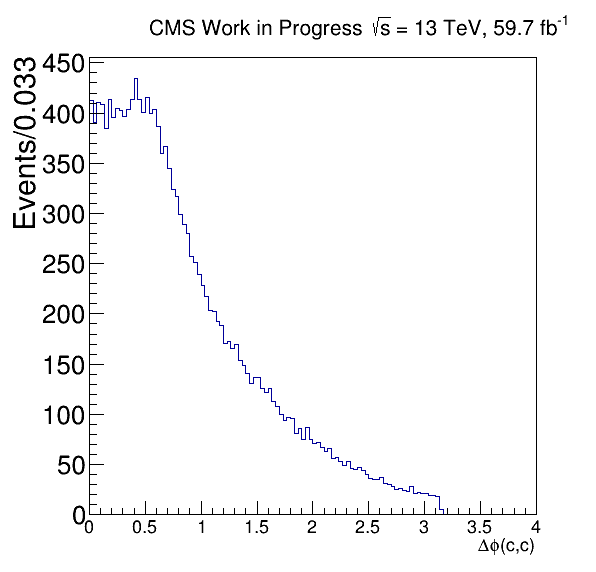 CMS Work in Progress √s = 13 TeV, 59.7 fb⁻¹
Events/0.033
450
400
350
300
250
200
150
100
50
0
0 0.5 1 1.5 2 2.5 3 3.5 4
Δϕ(c,c)